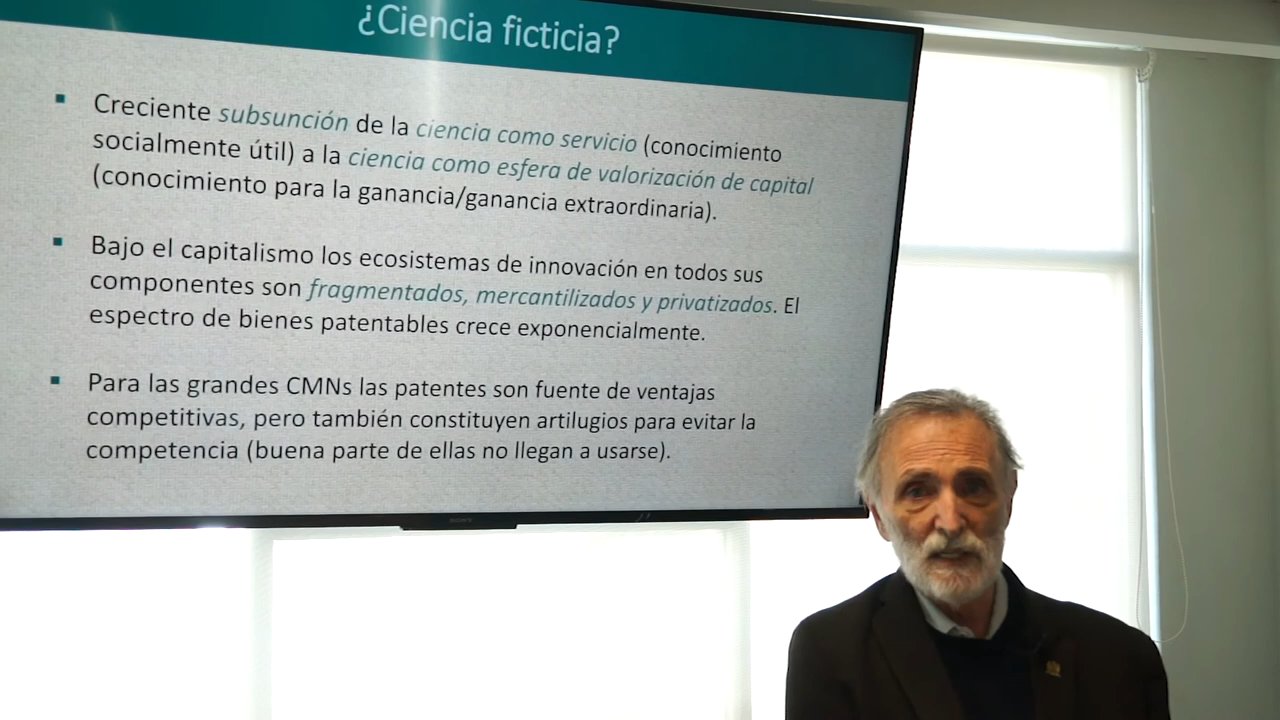 ¿Ciencia ficticia?
Creciente subsunción de la ciencia como servicio (conocimiento
socialmente útil) a la ciencia como esfera de valorización de capital
(conocimiento para la ganancia/ganancia extraordinaria).
Bajo el capitalismo los ecosistemas de innovación en todos sus
componentes son fragmentados, mercantilizados y privatizados. El
espectro de bienes patentables crece exponencialmente.
Para las grandes CMNs las patentes son fuente de ventajas
competitivas, pero también constituyen artilugios para evitar la
competencia (buena parte de ellas no llegan a usarse).
SONY